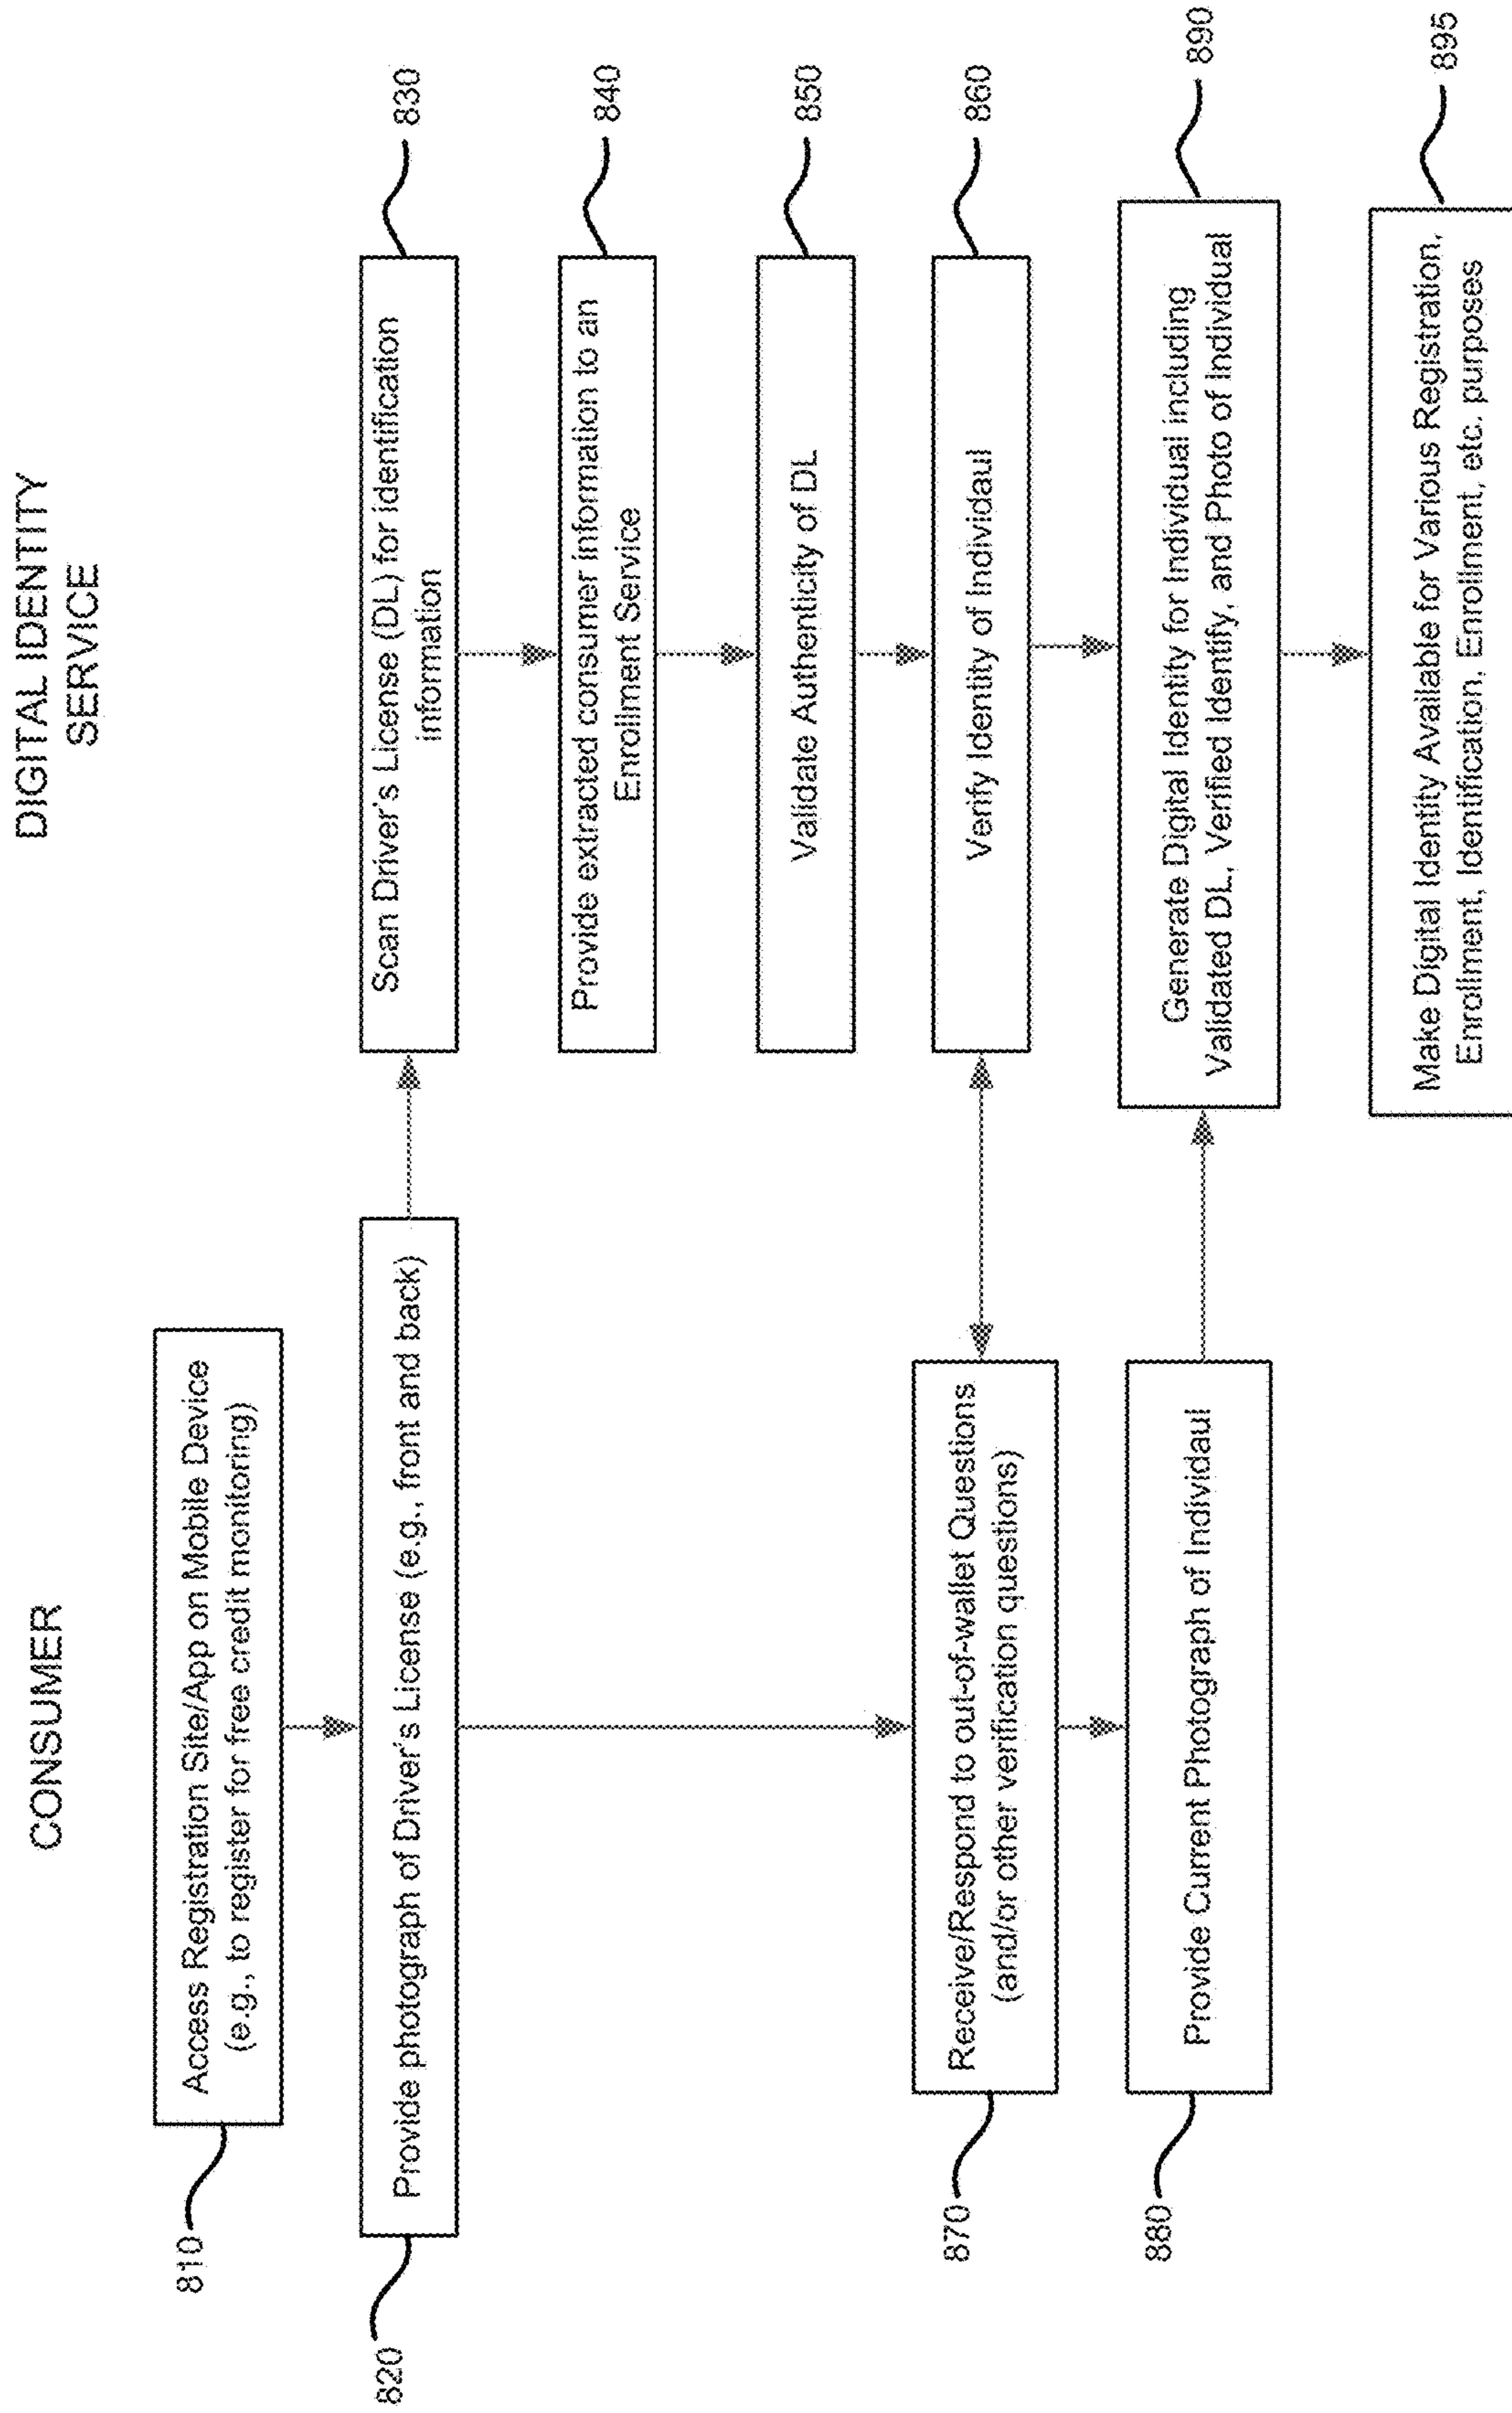 CONSUMER
DIGITAL IDENTITY
SERVICE
810
Access Registration Site/App on Mobile Device
(e.g., to register for free credit monitoring)
820
Provide photograph of Driver's License (e.g., front and back)
Scan Driver's License (DL) for identification
information
830
Provide extracted consumer information to an
Enrollment Service
840
Validate Authenticity of DL
850
870
Receive/Respond to out-of-wallet Questions
(and/or other verification questions)
Verify Identity of Individaul
860
880
Provide Current Photograph of Individaul
Generate Digital Identity for Individual including
Validated DL, Verified Identify, and Photo of Individual
890
Make Digital Identity Available for Various Registration,
Enrollment, Identification, Enrollment, etc. purposes
895